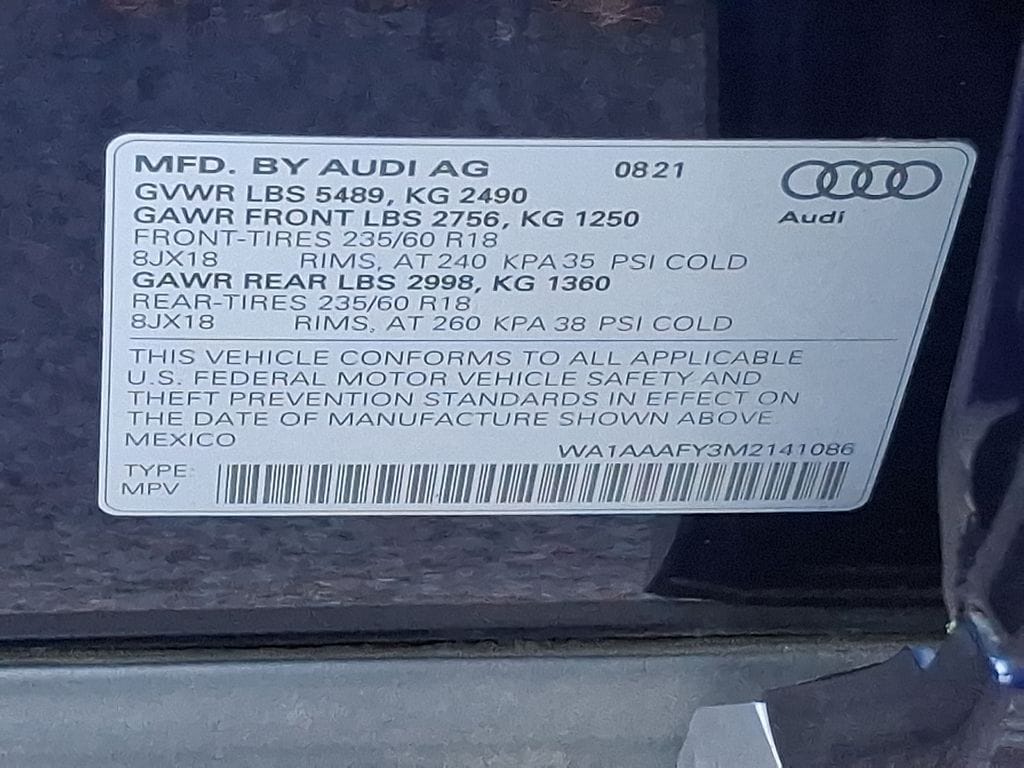 MFD. BY AUDI AG 0821
GVWR LBS 5489, KG 2490
GAWR FRONT LBS 2756, KG 1250
Audi
FRONT-TIRES 235/60 R18
8JX18 RIMS, AT 240 KPA 35 PSI COLD
GAWR REAR LBS 2998, KG 1360
REAR-TIRES 235/60 R18
8JX18 RIMS, AT 260 KPA 38 PSI COLD
THIS VEHICLE CONFORMS TO ALL APPLICABLE
U.S. FEDERAL MOTOR VEHICLE SAFETY AND
THEFT PREVENTION STANDARDS IN EFFECT ON
THE DATE OF MANUFACTURE SHOWN ABOVE.
MEXICO WA1AAAFY3M2141086
TYPE:
MPV